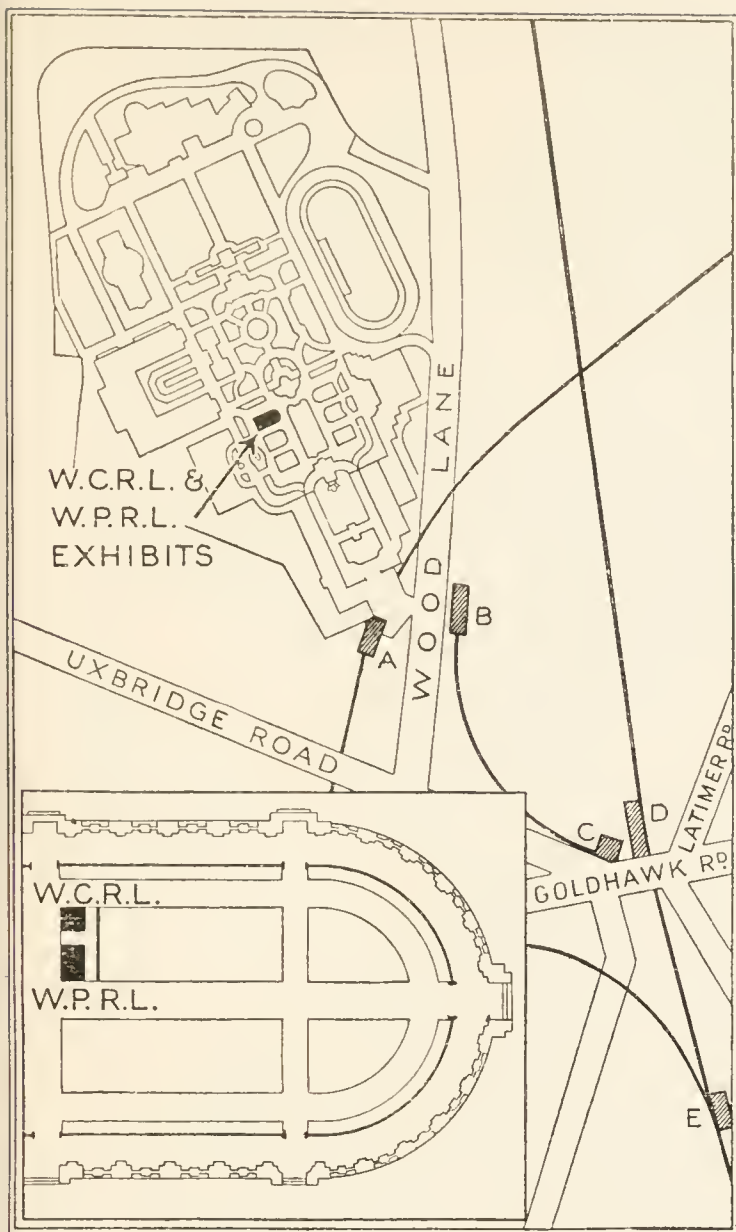 W.C.R.L. &
W.P.R.L.
EXHIBITS
WOOD LANE
A
B
UXBRIDGE ROAD
LATIMER RD
C
D
GOLDHAWK RD
W.C.R.L.
W.P.R.L.
E